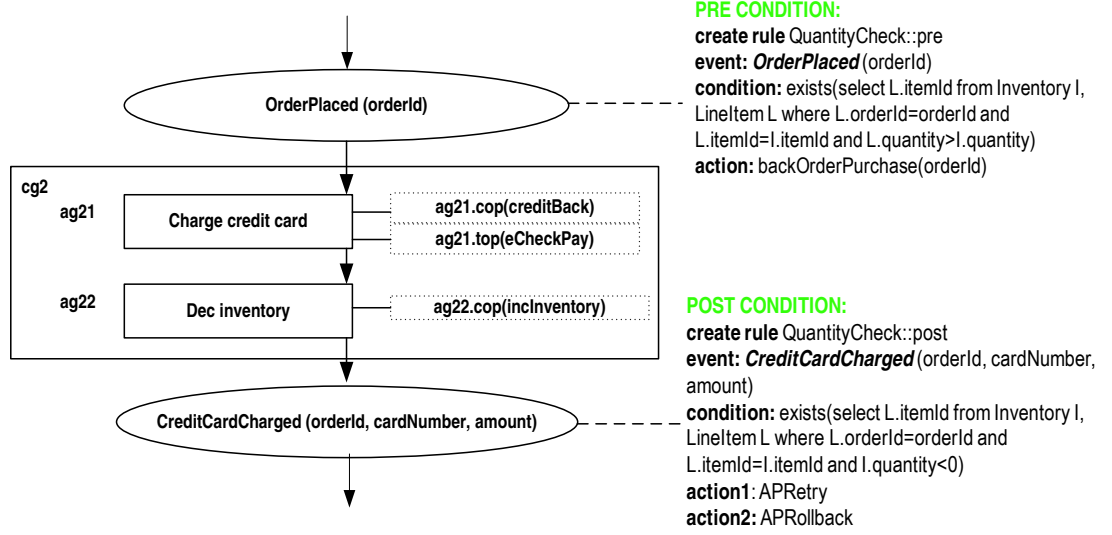 PRE CONDITION:
create rule QuantityCheck::pre
event: OrderPlaced (orderId)
condition: exists(select L.itemId from Inventory I,
LineItem L where L.orderId=orderId and
L.itemId=I.itemId and L.quantity>I.quantity)
action: backOrderPurchase(orderId)
OrderPlaced (orderId)
cg2
ag21
Charge credit card
ag21.cop(creditBack)
ag21.top(eCheckPay)
ag22
Dec inventory
ag22.cop(incInventory)
CreditCardCharged (orderId, cardNumber, amount)
POST CONDITION:
create rule QuantityCheck::post
event: CreditCardCharged (orderId, cardNumber,
amount)
condition: exists(select L.itemId from Inventory I,
LineItem L where L.orderId=orderId and
L.itemId=I.itemId and I.quantity<0)
action1: APRetry
action2: APRollback